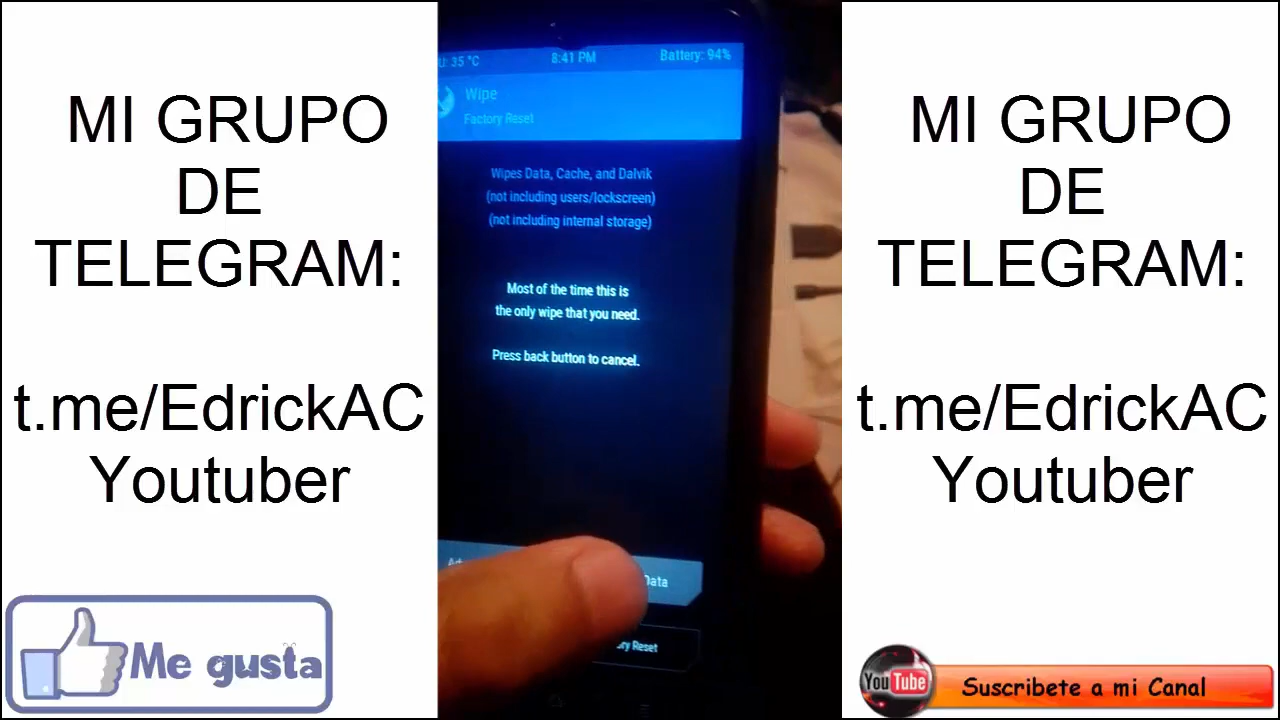 MI GRUPO
DE
TELEGRAM:
t.me/EdrickAC
Youtuber
Me gusta
35 °C 8:41 PM Battery: 94%
Wipe
Factory Reset
Wipes Data, Cache, and Dalvik
(not including users/lockscreen)
(not including internal storage)
Most of the time this is
the only wipe that you need.
Press back button to cancel.
Data
Reset
MI GRUPO
DE
TELEGRAM:
t.me/EdrickAC
Youtuber
YouTube
Suscribete a mi Canal